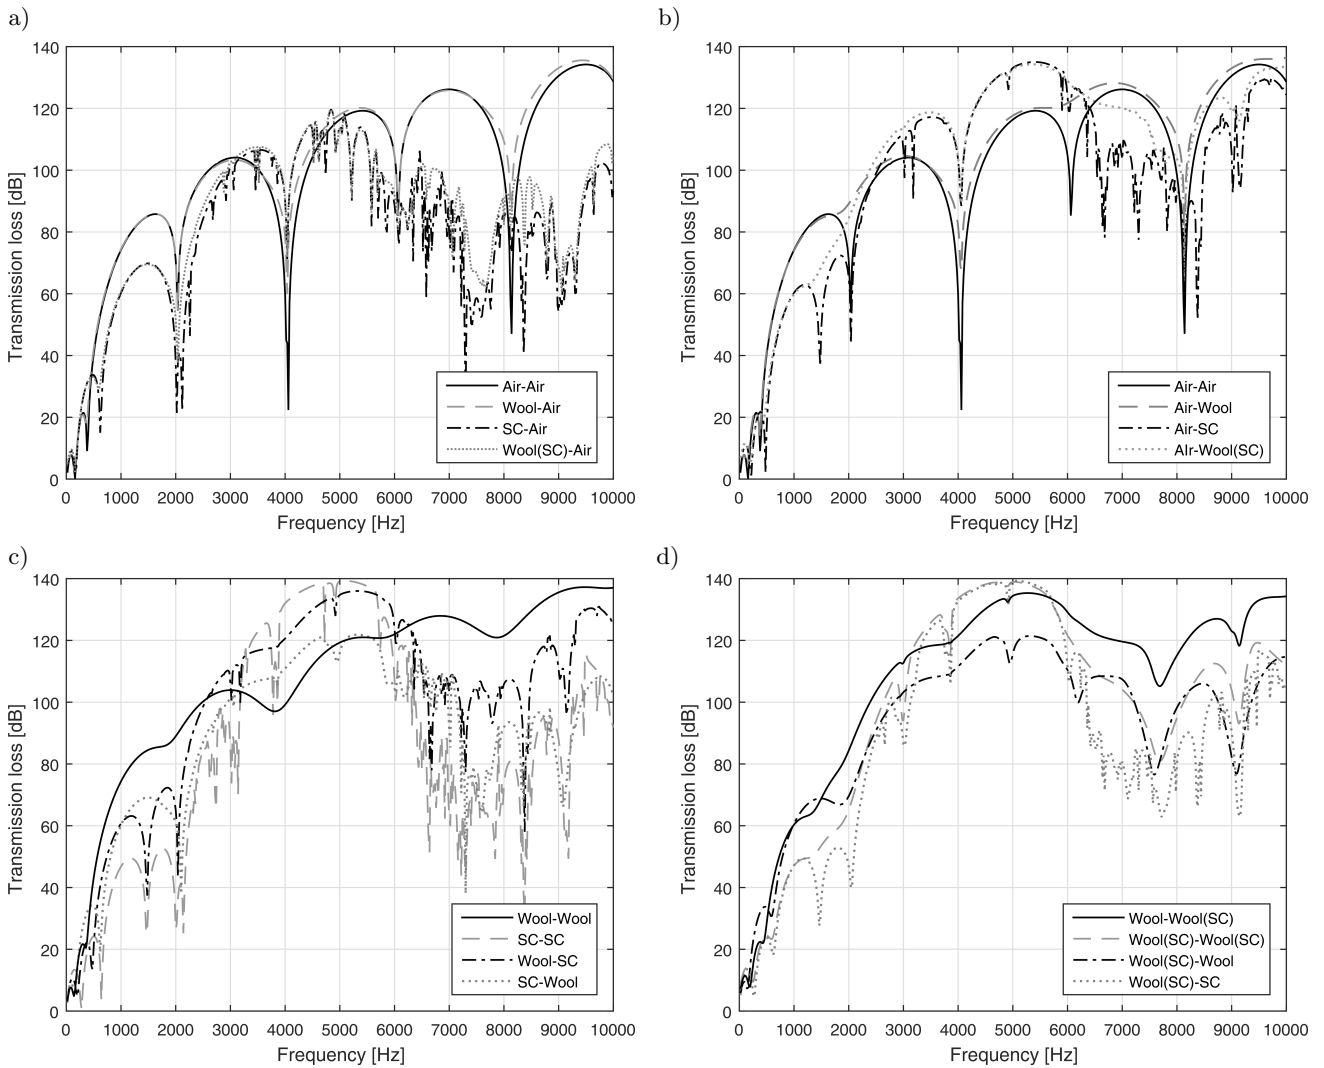 a)
140
120
100
80
60
40
20
0
Transmission loss [dB]
0 1000 2000 3000 4000 5000 6000 7000 8000 9000 10000
Frequency [Hz]
Air-Air
Wool-Air
SC-Air
Wool(SC)-Air
b)
140
120
100
80
60
40
20
0
Transmission loss [dB]
0 1000 2000 3000 4000 5000 6000 7000 8000 9000 10000
Frequency [Hz]
Air-Air
Air-Wool
Air-SC
AIr-Wool(SC)
c)
140
120
100
80
60
40
20
0
Transmission loss [dB]
0 1000 2000 3000 4000 5000 6000 7000 8000 9000 10000
Frequency [Hz]
Wool-Wool
SC-SC
Wool-SC
SC-Wool
d)
140
120
100
80
60
40
20
0
Transmission loss [dB]
0 1000 2000 3000 4000 5000 6000 7000 8000 9000 10000
Frequency [Hz]
Wool-Wool(SC)
Wool(SC)-Wool(SC)
Wool(SC)-Wool
Wool(SC)-SC